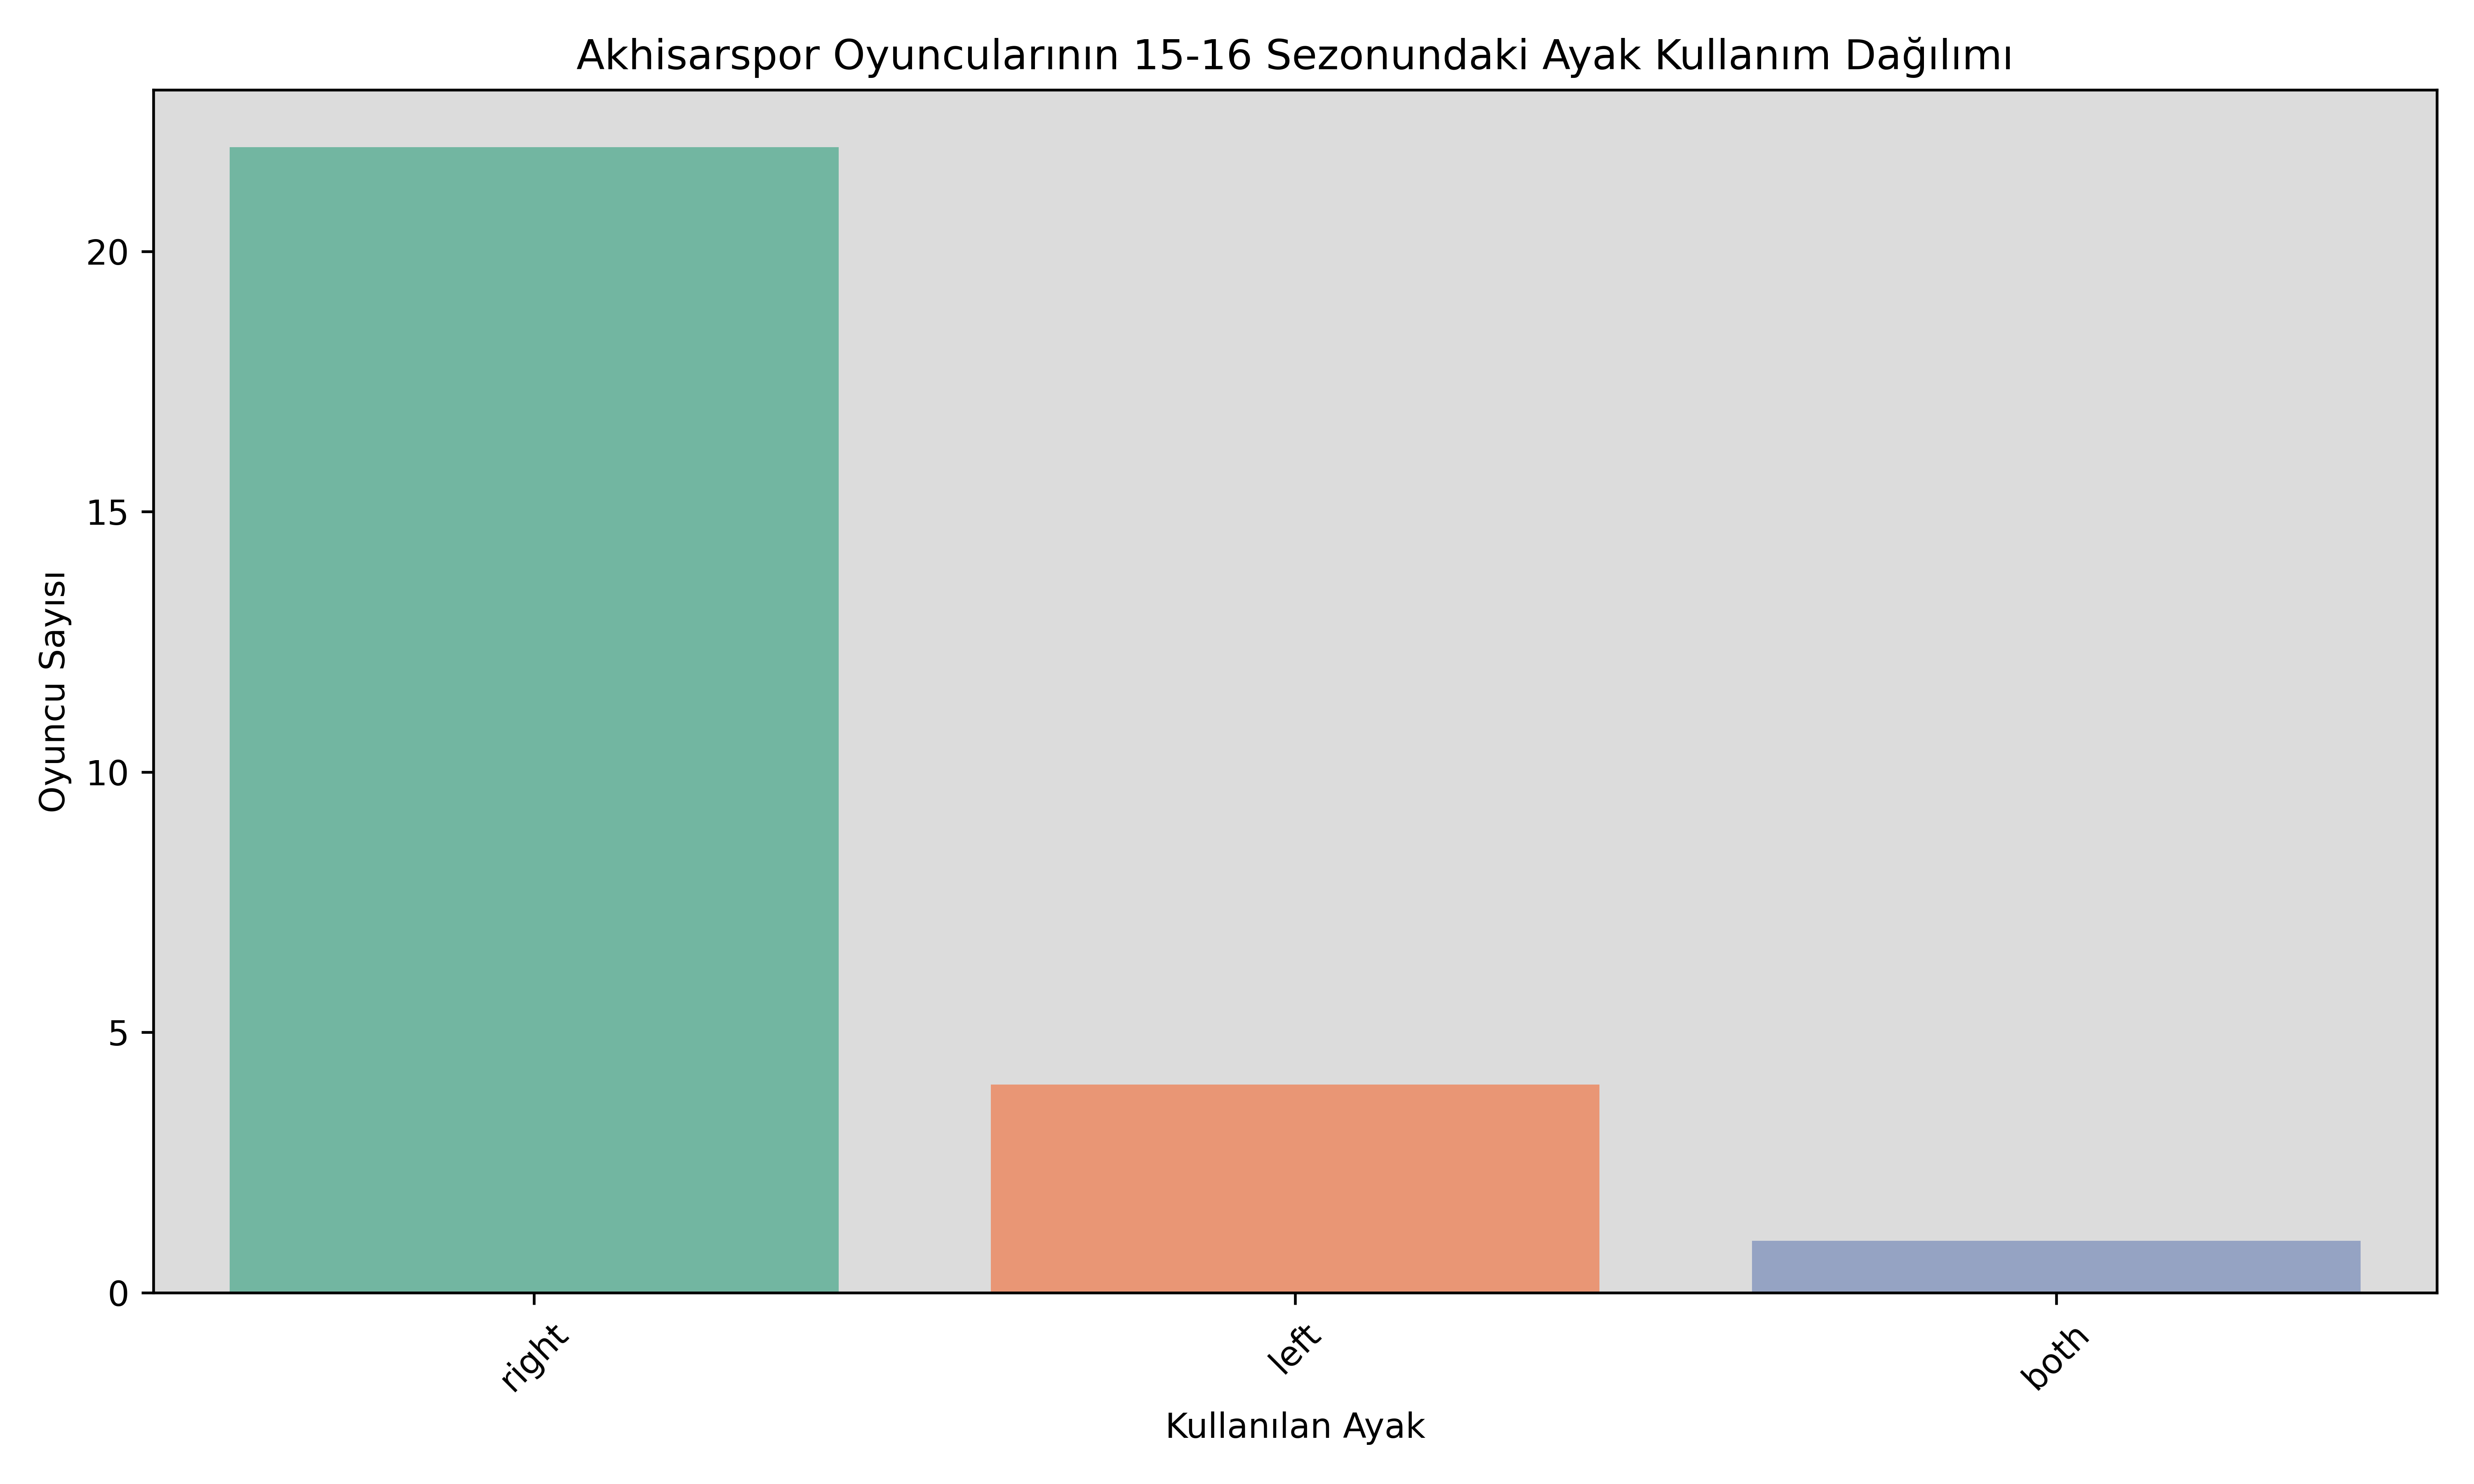 Akhisarspor Oyuncularının 15-16 Sezonundaki Ayak Kullanım Dağılımı
Oyuncu Sayısı
20
15
10
5
0
right
left
both
Kullanılan Ayak